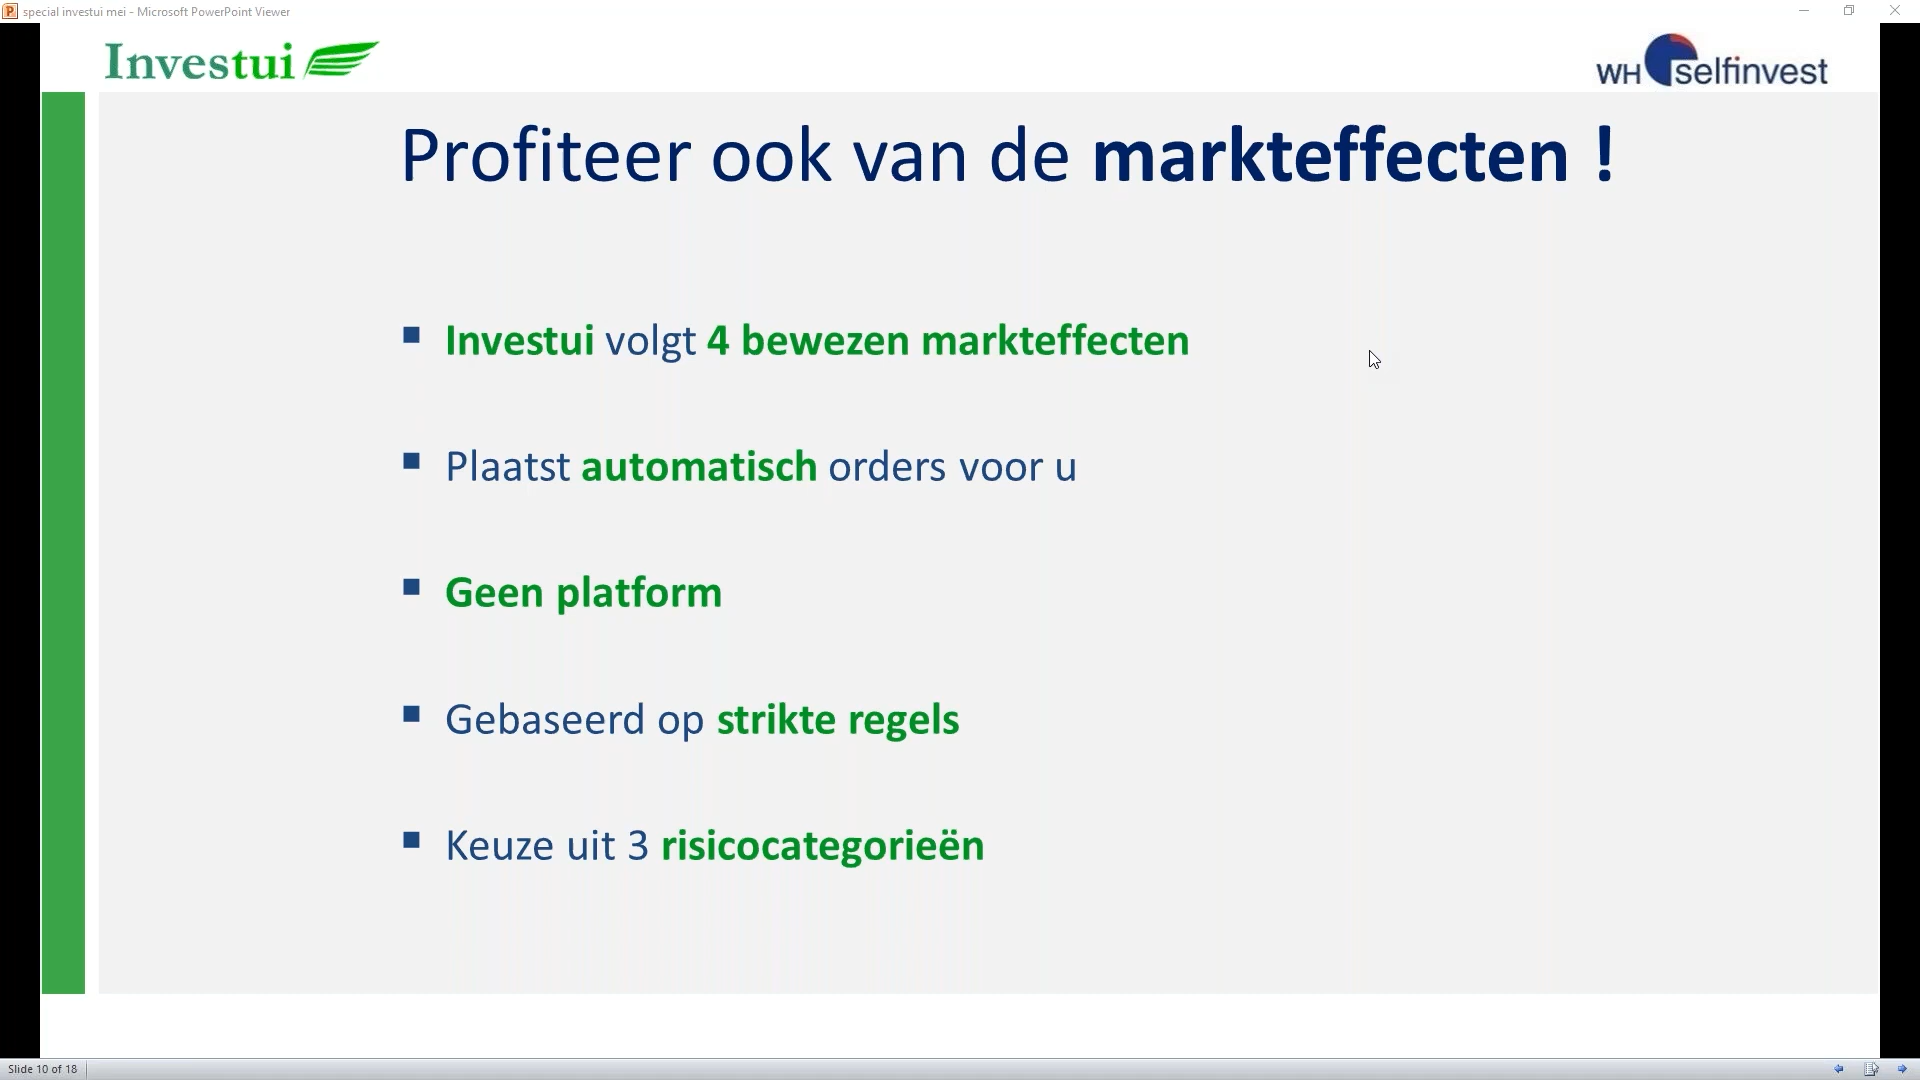 special investui mei - Microsoft PowerPoint Viewer
Investui
WH selfinvest
Profiteer ook van de markteffecten !
Investui volgt 4 bewezen markteffecten
Plaatst automatisch orders voor u
Geen platform
Gebaseerd op strikte regels
Keuze uit 3 risicocategorieën
Slide 10 of 18